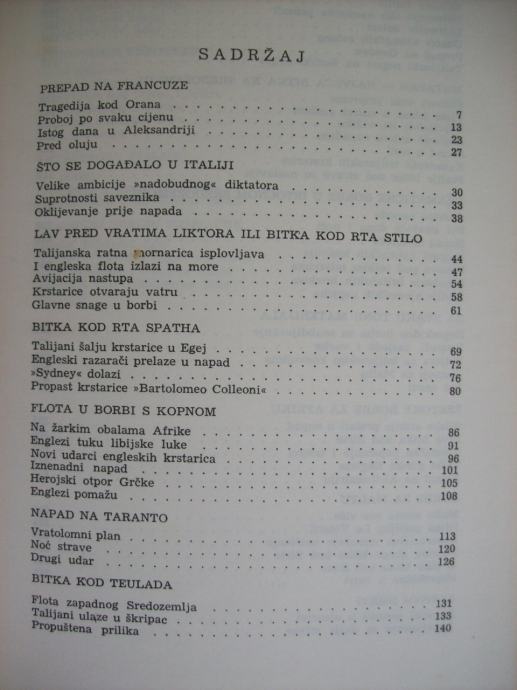 SADRŽAJ
PREPAD NA FRANCUZE
Tragedija kod Orana . . . . . . . . . . . . . . . . 7
Proboj po svaku cijenu . . . . . . . . . . . . . . . . 13
Istog dana u Aleksandriji . . . . . . . . . . . . . . . . 23
Pred oluju . . . . . . . . . . . . . . . . 27
ŠTO SE DOGAĐALO U ITALIJI
Velike ambicije »nadobudnog« diktatora . . . . . . . . . . . . 30
Suprotnosti saveznika . . . . . . . . . . . . . . . . 33
Oklijevanje prije napada . . . . . . . . . . . . . . . . 38
LAV PRED VRATIMA LIKTORA ILI BITKA KOD RTA STILO
Talijanska ratna mornarica isplovljava . . . . . . . . . . . . 44
I engleska flota izlazi na more . . . . . . . . . . . . . . 47
Avijacija nastupa . . . . . . . . . . . . . . . . 54
Krstarice otvaraju vatru . . . . . . . . . . . . . . . . 58
Glavne snage u borbi . . . . . . . . . . . . . . . . 61
BITKA KOD RTA SPATHA
Talijani šalju krstarice u Egej . . . . . . . . . . . . . . 69
Engleski razarači prelaze u napad . . . . . . . . . . . . . . 72
»Sydney« dolazi . . . . . . . . . . . . . . . . 76
Propast krstarice »Bartolomeo Colleoni« . . . . . . . . . . . . 80
FLOTA U BORBI S KOPNOM
Na žarkim obalama Afrike . . . . . . . . . . . . . . . . 86
Englezi tuku libijske luke . . . . . . . . . . . . . . . . 91
Novi udarci engleskih krstarica . . . . . . . . . . . . . . 96
Iznenadni napad . . . . . . . . . . . . . . . . 101
Herojski otpor Grčke . . . . . . . . . . . . . . . . 105
Englezi pomažu . . . . . . . . . . . . . . . . 108
NAPAD NA TARANTO
Vratolomni plan . . . . . . . . . . . . . . . . 113
Noć strave . . . . . . . . . . . . . . . . 120
Drugi udar . . . . . . . . . . . . . . . . 126
BITKA KOD TEULADA
Flota zapadnog Sredozemlja . . . . . . . . . . . . . . . . 131
Talijani ulaze u škripac . . . . . . . . . . . . . . . . 133
Propuštena prilika . . . . . . . . . . . . . . . . 140